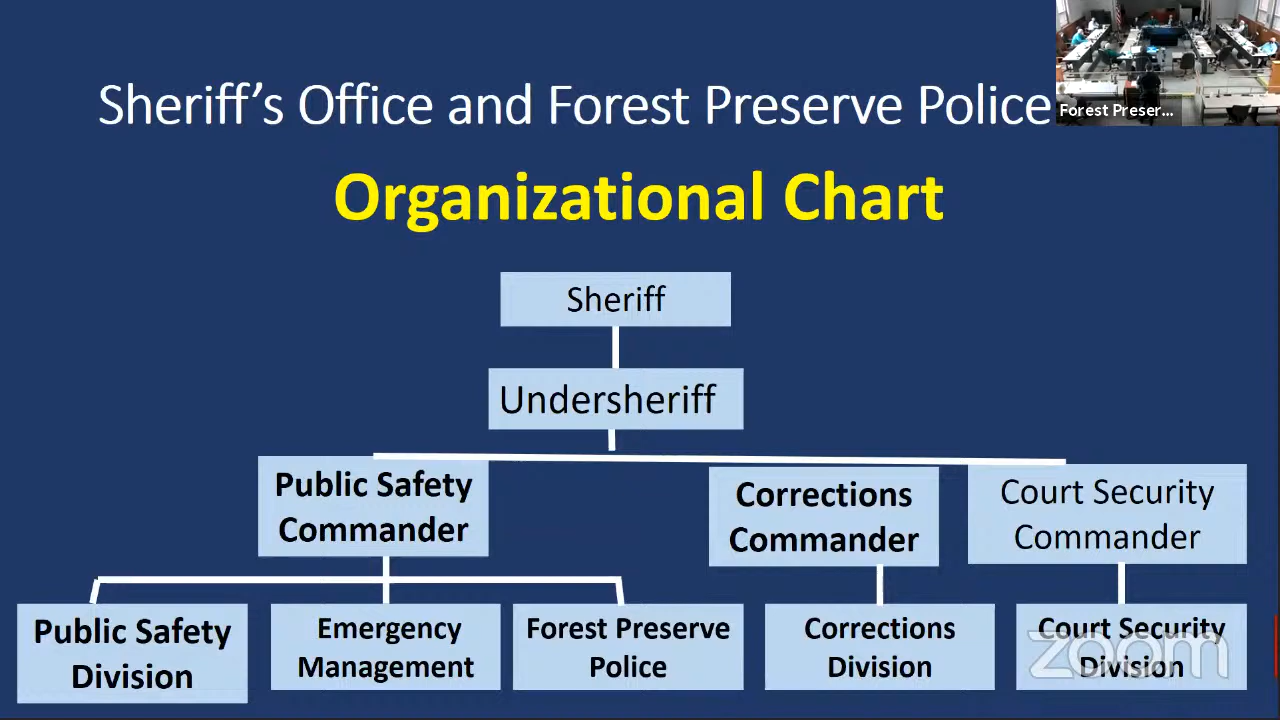 Sheriff's Office and Forest Preserve Police
Forest Preser...
Organizational Chart
Sheriff
Undersheriff
Public Safety
Commander
Corrections
Commander
Court Security
Commander
Public Safety
Division
Emergency
Management
Forest Preserve
Police
Corrections
Division
Court Security
Division
zoom